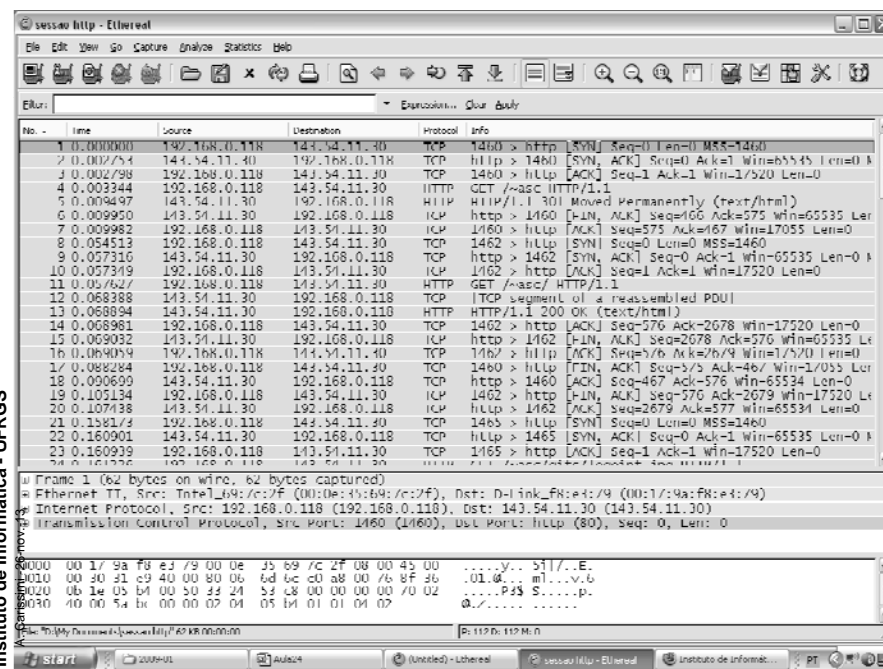 sessao http - Ethereal
File Edit View Go Capture Analyze Statistics Help
Filter: Expression... Clear Apply
No. - Time Source Destination Protocol Info
1 0.000000 192.168.0.118 143.54.11.30 TCP 1460 > http [SYN] Seq=0 Len=0 MSS=1460
2 0.002753 143.54.11.30 192.168.0.118 TCP http > 1460 [SYN, ACK] Seq=0 Ack=1 Win=65535 Len=0 M
3 0.002798 192.168.0.118 143.54.11.30 TCP 1460 > http [ACK] Seq=1 Ack=1 Win=17520 Len=0
4 0.003344 192.168.0.118 143.54.11.30 HTTP GET /~asc HTTP/1.1
5 0.009497 143.54.11.30 192.168.0.118 HTTP HTTP/1.1 301 Moved Permanently (text/html)
6 0.009950 143.54.11.30 192.168.0.118 TCP http > 1460 [FIN, ACK] Seq=466 Ack=575 Win=65535 Len
7 0.009982 192.168.0.118 143.54.11.30 TCP 1460 > http [ACK] Seq=575 Ack=467 Win=17055 Len=0
8 0.054513 192.168.0.118 143.54.11.30 TCP 1462 > http [SYN] Seq=0 Len=0 MSS=1460
9 0.057316 143.54.11.30 192.168.0.118 TCP http > 1462 [SYN, ACK] Seq=0 Ack=1 Win=65535 Len=0 M
10 0.057349 192.168.0.118 143.54.11.30 TCP 1462 > http [ACK] Seq=1 Ack=1 Win=17520 Len=0
11 0.057627 192.168.0.118 143.54.11.30 HTTP GET /~asc/ HTTP/1.1
12 0.068388 143.54.11.30 192.168.0.118 TCP [TCP segment of a reassembled PDU]
13 0.068894 143.54.11.30 192.168.0.118 HTTP HTTP/1.1 200 OK (text/html)
14 0.068981 192.168.0.118 143.54.11.30 TCP 1462 > http [ACK] Seq=576 Ack=2678 Win=17520 Len=0
15 0.069032 143.54.11.30 192.168.0.118 TCP http > 1462 [FIN, ACK] Seq=2678 Ack=576 Win=65535 Le
16 0.069059 192.168.0.118 143.54.11.30 TCP 1462 > http [ACK] Seq=576 Ack=2679 Win=17520 Len=0
17 0.088284 192.168.0.118 143.54.11.30 TCP 1460 > http [FIN, ACK] Seq=575 Ack=467 Win=17055 Len
18 0.090699 143.54.11.30 192.168.0.118 TCP http > 1460 [ACK] Seq=467 Ack=576 Win=65534 Len=0
19 0.105134 192.168.0.118 143.54.11.30 TCP 1462 > http [FIN, ACK] Seq=576 Ack=2679 Win=17520 Le
20 0.107438 143.54.11.30 192.168.0.118 TCP http > 1462 [ACK] Seq=2679 Ack=577 Win=65534 Len=0
21 0.158173 192.168.0.118 143.54.11.30 TCP 1465 > http [SYN] Seq=0 Len=0 MSS=1460
22 0.160901 143.54.11.30 192.168.0.118 TCP http > 1465 [SYN, ACK] Seq=0 Ack=1 Win=65535 Len=0 M
23 0.160939 192.168.0.118 143.54.11.30 TCP 1465 > http [ACK] Seq=1 Ack=1 Win=17520 Len=0
Frame 1 (62 bytes on wire, 62 bytes captured)
Ethernet II, Src: Intel_69:7c:2f (00:0e:35:69:7c:2f), Dst: D-Link_f8:e3:79 (00:17:9a:f8:e3:79)
Internet Protocol, Src: 192.168.0.118 (192.168.0.118), Dst: 143.54.11.30 (143.54.11.30)
Transmission Control Protocol, Src Port: 1460 (1460), Dst Port: http (80), Seq: 0, Len: 0
0000 00 17 9a f8 e3 79 00 0e 35 69 7c 2f 08 00 45 00 .....y.. 5i|/..E.
0010 00 30 31 c9 40 00 80 06 6d 6c c0 a8 00 76 8f 36 .01.@... ml...v.6
0020 0b 1e 05 b4 00 50 33 24 53 c8 00 00 00 00 70 02 .....P3$ S.....p.
0030 40 00 5a bc 00 00 02 04 05 b4 01 01 04 02
File: "D:\My Documents\sessao http" 62 KB 00:00:00 P: 112 D: 112 M: 0
start 2009-01 Aula24 (Untitled) - Ethereal sessao http - Ethereal Instituto de Informát... PT
Instituto de Informática - UFRGS
A. Carissimi -26-nov.-13